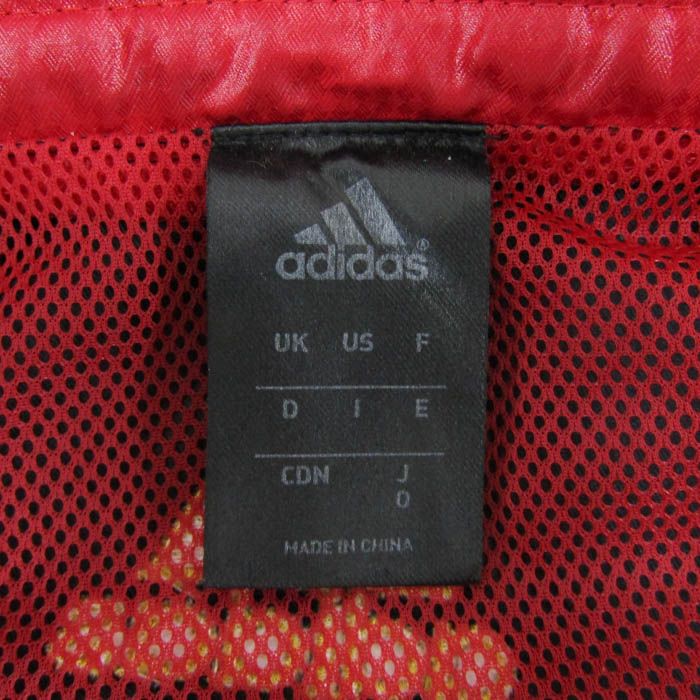 adidas®
UK US F
D I E
CDN J
O
MADE IN CHINA